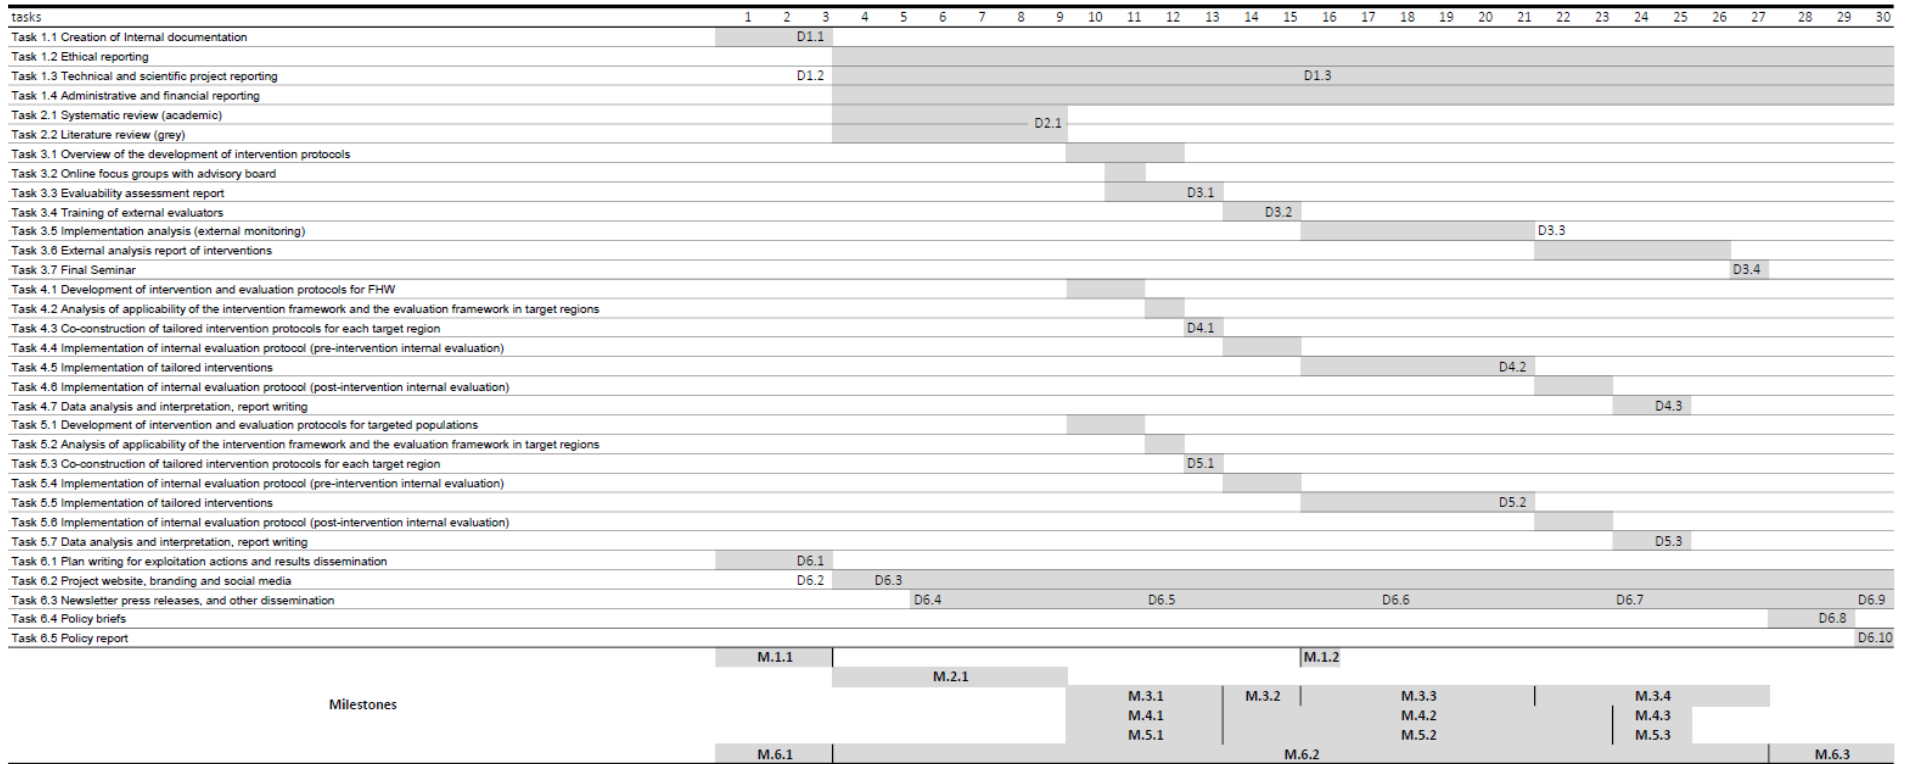 tasks 1 2 3 4 5 6 7 8 9 10 11 12 13 14 15 16 17 18 19 20 21 22 23 24 25 26 27 28 29 30
Task 1.1 Creation of Internal documentation D1.1
Task 1.2 Ethical reporting
Task 1.3 Technical and scientific project reporting D1.2 D1.3
Task 1.4 Administrative and financial reporting
Task 2.1 Systematic review (academic)
D2.1
Task 2.2 Literature review (grey)
Task 3.1 Overview of the development of intervention protocols
Task 3.2 Online focus groups with advisory board
Task 3.3 Evaluability assessment report D3.1
Task 3.4 Training of external evaluators D3.2
Task 3.5 Implementation analysis (external monitoring) D3.3
Task 3.6 External analysis report of interventions
Task 3.7 Final Seminar D3.4
Task 4.1 Development of intervention and evaluation protocols for FHW
Task 4.2 Analysis of applicability of the intervention framework and the evaluation framework in target regions
Task 4.3 Co-construction of tailored intervention protocols for each target region D4.1
Task 4.4 Implementation of internal evaluation protocol (pre-intervention internal evaluation)
Task 4.5 Implementation of tailored interventions D4.2
Task 4.6 Implementation of internal evaluation protocol (post-intervention internal evaluation)
Task 4.7 Data analysis and interpretation, report writing D4.3
Task 5.1 Development of intervention and evaluation protocols for targeted populations
Task 5.2 Analysis of applicability of the intervention framework and the evaluation framework in target regions
Task 5.3 Co-construction of tailored intervention protocols for each target region D5.1
Task 5.4 Implementation of internal evaluation protocol (pre-intervention internal evaluation)
Task 5.5 Implementation of tailored interventions D5.2
Task 5.6 Implementation of internal evaluation protocol (post-intervention internal evaluation)
Task 5.7 Data analysis and interpretation, report writing D5.3
Task 6.1 Plan writing for exploitation actions and results dissemination D6.1
Task 6.2 Project website, branding and social media D6.2 D6.3
Task 6.3 Newsletter press releases, and other dissemination D6.4 D6.5 D6.6 D6.7 D6.9
Task 6.4 Policy briefs D6.8
Task 6.5 Policy report D6.10
M.1.1 M.1.2
M.2.1
Milestones M.3.1 M.3.2 M.3.3 M.3.4
M.4.1 M.4.2 M.4.3
M.5.1 M.5.2 M.5.3
M.6.1 M.6.2 M.6.3